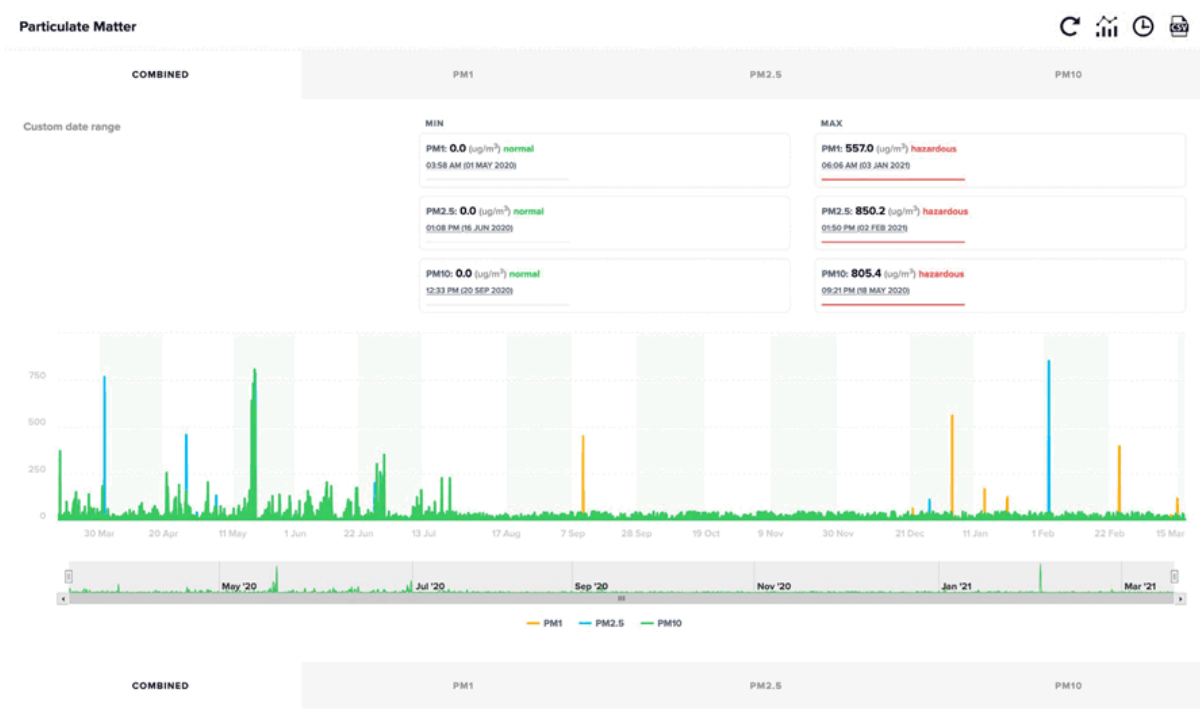 Particulate Matter
CSV
COMBINED PM1 PM2.5 PM10
Custom date range
MIN MAX
PM1: 0.0 (ug/m³) normal PM1: 557.0 (ug/m³) hazardous
03:58 AM (01 MAY 2020) 06:06 AM (03 JAN 2021)
PM2.5: 0.0 (ug/m³) normal PM2.5: 850.2 (ug/m³) hazardous
01:08 PM (16 JUN 2020) 01:50 PM (02 FEB 2021)
PM10: 0.0 (ug/m³) normal PM10: 805.4 (ug/m³) hazardous
12:33 PM (20 SEP 2020) 09:21 PM (18 MAY 2020)
750
500
250
0
30 Mar 20 Apr 11 May 1 Jun 22 Jun 13 Jul 17 Aug 7 Sep 28 Sep 19 Oct 9 Nov 30 Nov 21 Dec 11 Jan 1 Feb 22 Feb 15 Mar
May '20 Jul '20 Sep '20 Nov '20 Jan '21 Mar '21
PM1 PM2.5 PM10
COMBINED PM1 PM2.5 PM10